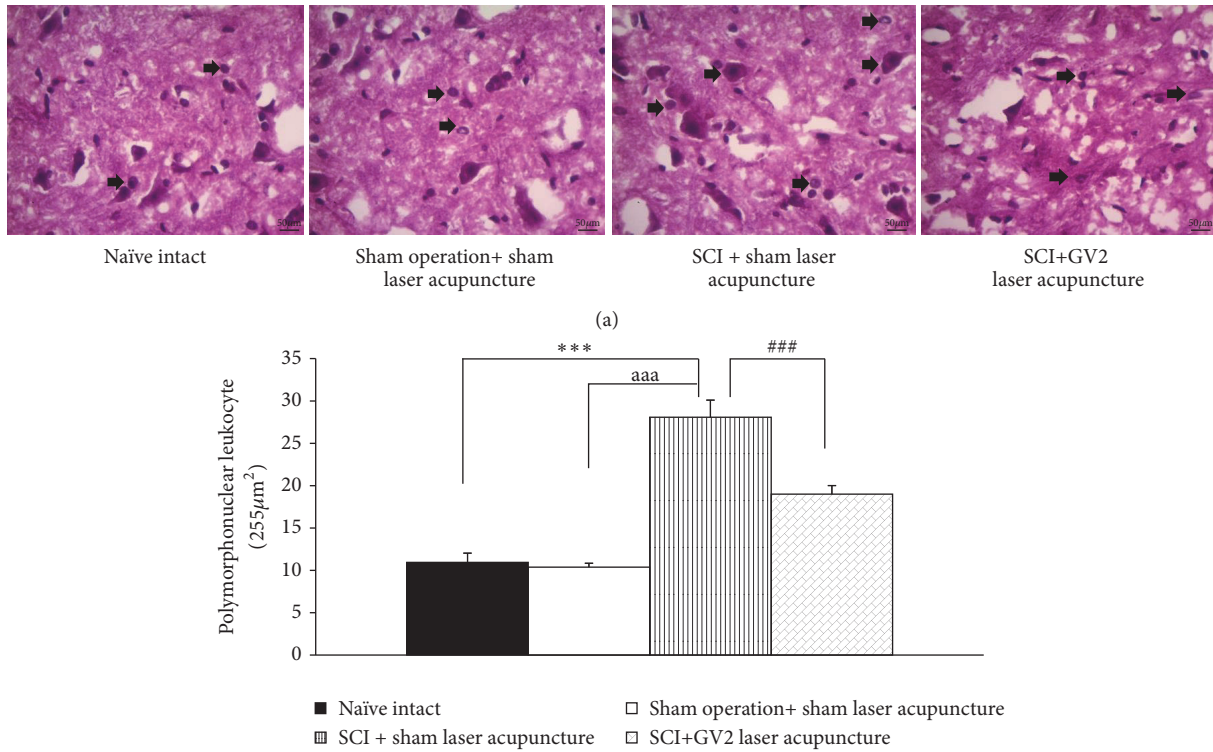 50μm
50μm
50μm
50μm
Naïve intact
Sham operation+ sham
laser acupuncture
SCI + sham laser
acupuncture
SCI+GV2
laser acupuncture
(a)
Polymorphonuclear leukocyte
(255μm²)
35
30
25
20
15
10
5
0
***
aaa
###
Naïve intact
Sham operation+ sham laser acupuncture
SCI + sham laser acupuncture
SCI+GV2 laser acupuncture